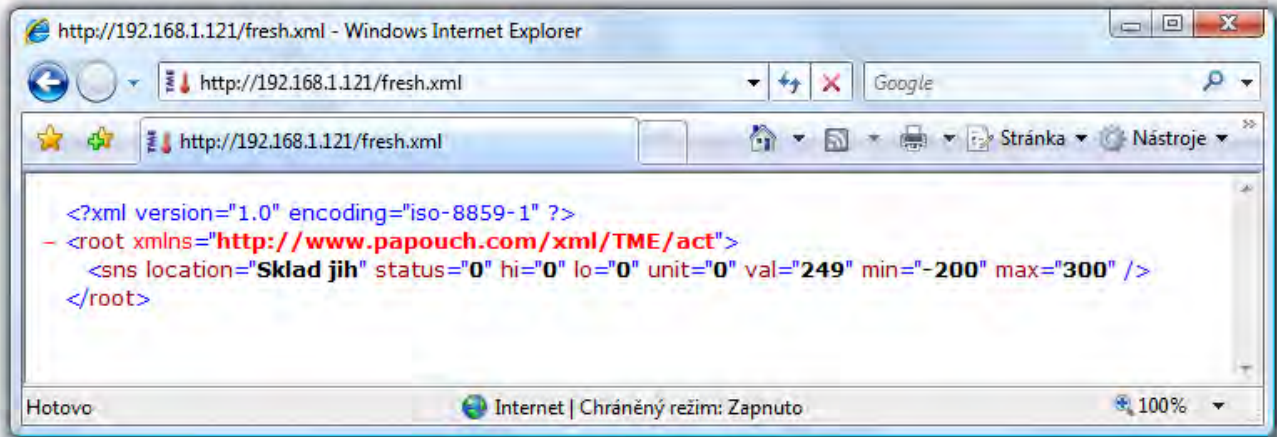 http://192.168.1.121/fresh.xml - Windows Internet Explorer
TME http://192.168.1.121/fresh.xml Google
TME http://192.168.1.121/fresh.xml Stránka Nástroje
<?xml version="1.0" encoding="iso-8859-1" ?>
- <root xmlns="http://www.papouch.com/xml/TME/act">
<sns location="Sklad jih" status="0" hi="0" lo="0" unit="0" val="249" min="-200" max="300" />
</root>
Hotovo Internet | Chráněný režim: Zapnuto 100%